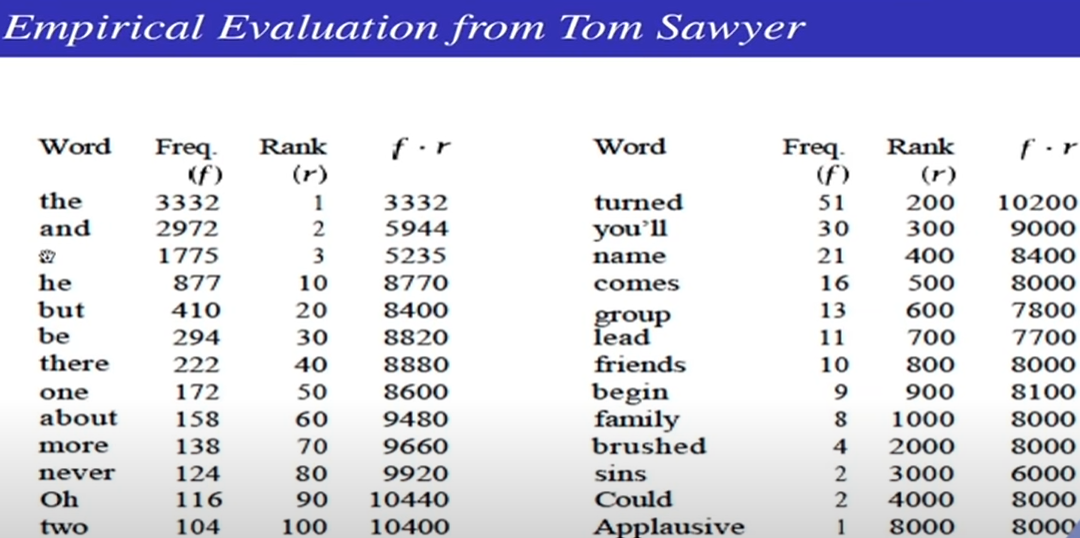 Empirical Evaluation from Tom Sawyer
Word Freq. (f) Rank (r) f · r
the 3332 1 3332
and 2972 2 5944
1775 3 5235
he 877 10 8770
but 410 20 8400
be 294 30 8820
there 222 40 8880
one 172 50 8600
about 158 60 9480
more 138 70 9660
never 124 80 9920
Oh 116 90 10440
two 104 100 10400
Word Freq. (f) Rank (r) f · r
turned 51 200 10200
you'll 30 300 9000
name 21 400 8400
comes 16 500 8000
group 13 600 7800
lead 11 700 7700
friends 10 800 8000
begin 9 900 8100
family 8 1000 8000
brushed 4 2000 8000
sins 2 3000 6000
Could 2 4000 8000
Applausive 1 8000 8000